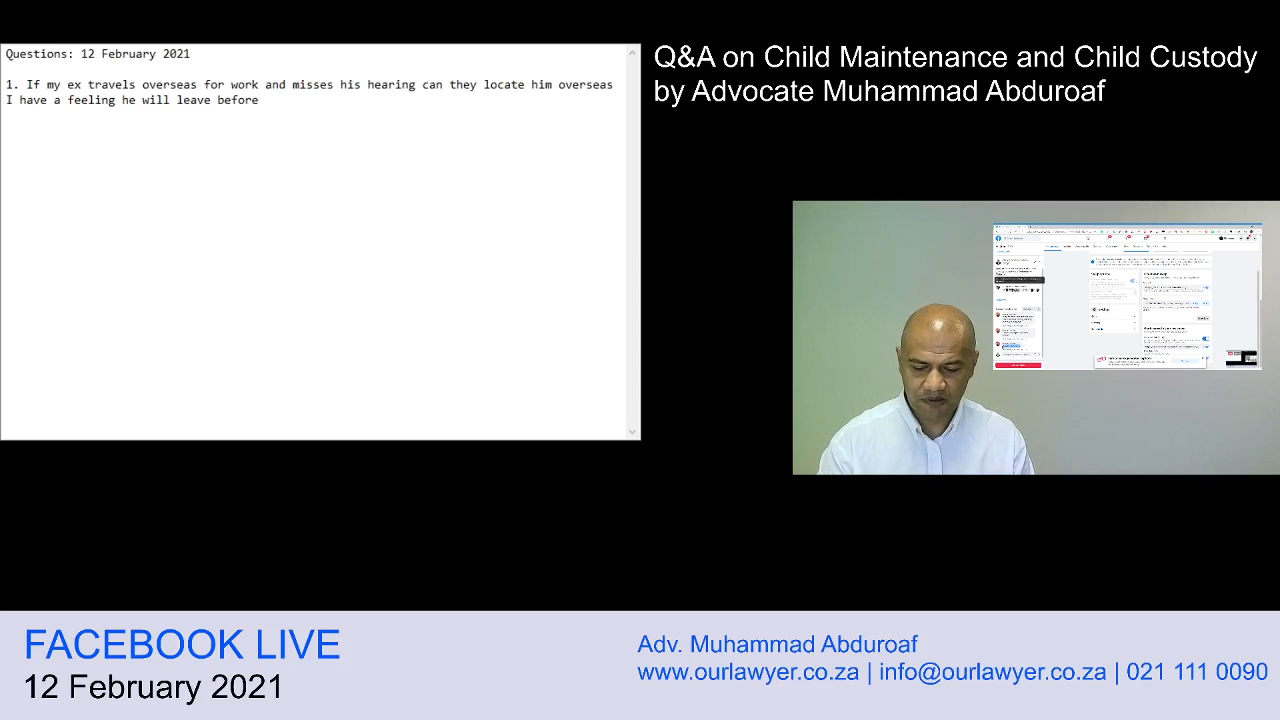 Questions: 12 February 2021
1. If my ex travels overseas for work and misses his hearing can they locate him overseas
I have a feeling he will leave before
Q&A on Child Maintenance and Child Custody
by Advocate Muhammad Abduroaf
FACEBOOK LIVE
12 February 2021
Adv. Muhammad Abduroaf
www.ourlawyer.co.za | info@ourlawyer.co.za | 021 111 0090